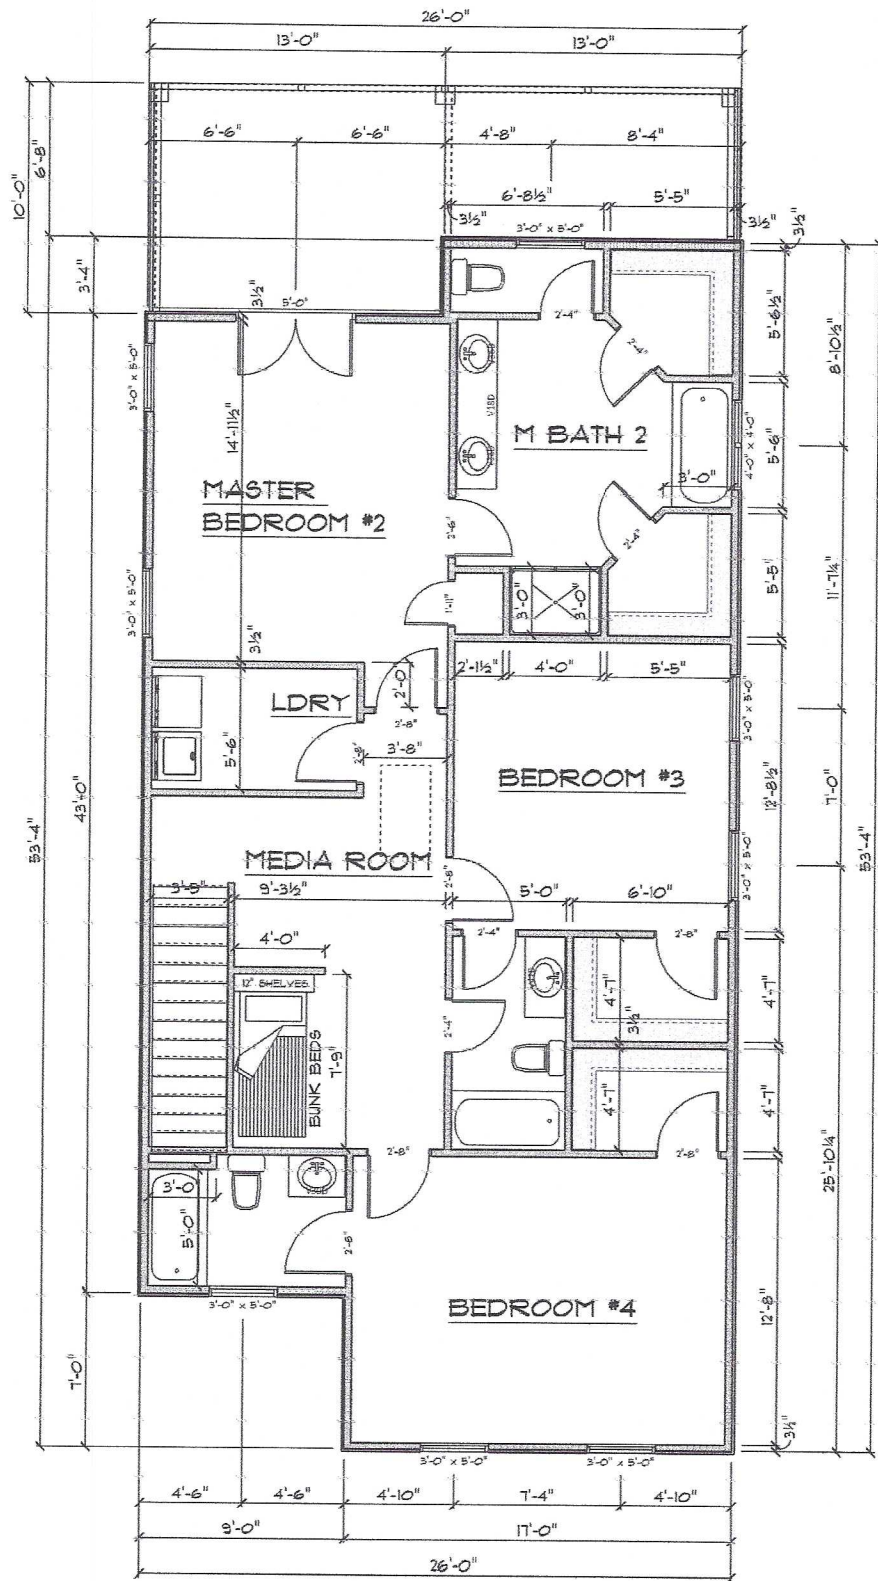 26'-0"
13'-0" 13'-0"
6'-6" 6'-6" 4'-8" 8'-4"
10'-0"
6'-8"
6'-8½" 5'-5"
3½" 3½" 3½"
3'-0" x 5'-0"
3'-4"
3½"
5'-0"
2'-4"
5'-6½"
8'-10½"
2'-4"
3'-0" x 5'-0"
14'-11½"
M BATH 2
4'-0" x 4'-0"
5'-6"
3'-0"
MASTER
BEDROOM #2
2'-6"
2'-4"
5'-5"
11'-7¼"
3'-0" x 5'-0"
1'-11"
3'-0" 3'-0"
3½"
2'-1½" 4'-0" 5'-5"
2'-0
LDRY
2'-8"
3'-0" x 5'-0"
5'-6"
2'-8"
3'-8"
BEDROOM #3
12'-8½"
7'-0"
53'-4"
43'-0"
53'-4"
MEDIA ROOM
2'-8"
3'-0" x 5'-0"
3'-5" 9'-3½" 5'-0" 6'-10"
2'-4" 2'-8"
4'-0"
12" SHELVES
4'-7" 4'-7"
3½"
2'-4"
BUNK BEDS
7'-9"
4'-7" 4'-7"
2'-8" 2'-8"
25'-10¼"
3'-0
5'-0"
2'-8"
3'-0" x 5'-0"
BEDROOM #4
12'-8"
7'-0"
3½"
3'-0" x 5'-0" 3'-0" x 5'-0"
4'-6" 4'-6" 4'-10" 7'-4" 4'-10"
9'-0" 17'-0"
26'-0"